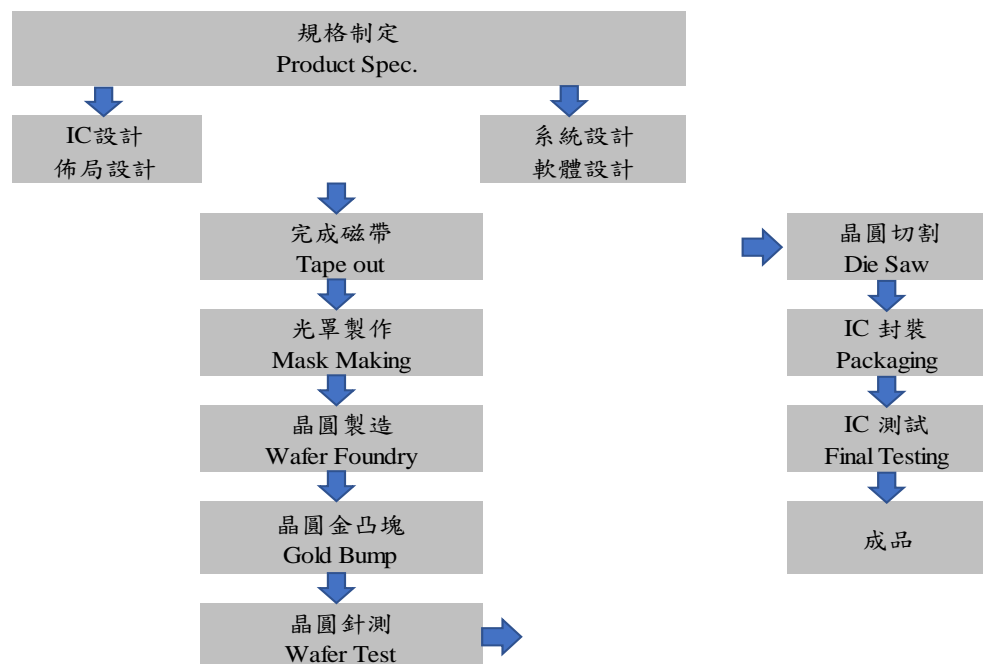 規格制定
Product Spec.
IC設計
佈局設計
系統設計
軟體設計
完成磁帶
Tape out
光罩製作
Mask Making
晶圓製造
Wafer Foundry
晶圓金凸塊
Gold Bump
晶圓針測
Wafer Test
晶圓切割
Die Saw
IC 封裝
Packaging
IC 測試
Final Testing
成品